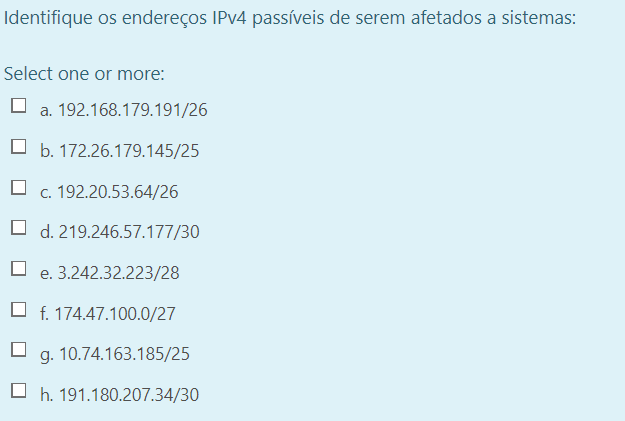 Identifique os endereços IPv4 passíveis de serem afetados a sistemas:
Select one or more:
a. 192.168.179.191/26
b. 172.26.179.145/25
c. 192.20.53.64/26
d. 219.246.57.177/30
e. 3.242.32.223/28
f. 174.47.100.0/27
g. 10.74.163.185/25
h. 191.180.207.34/30